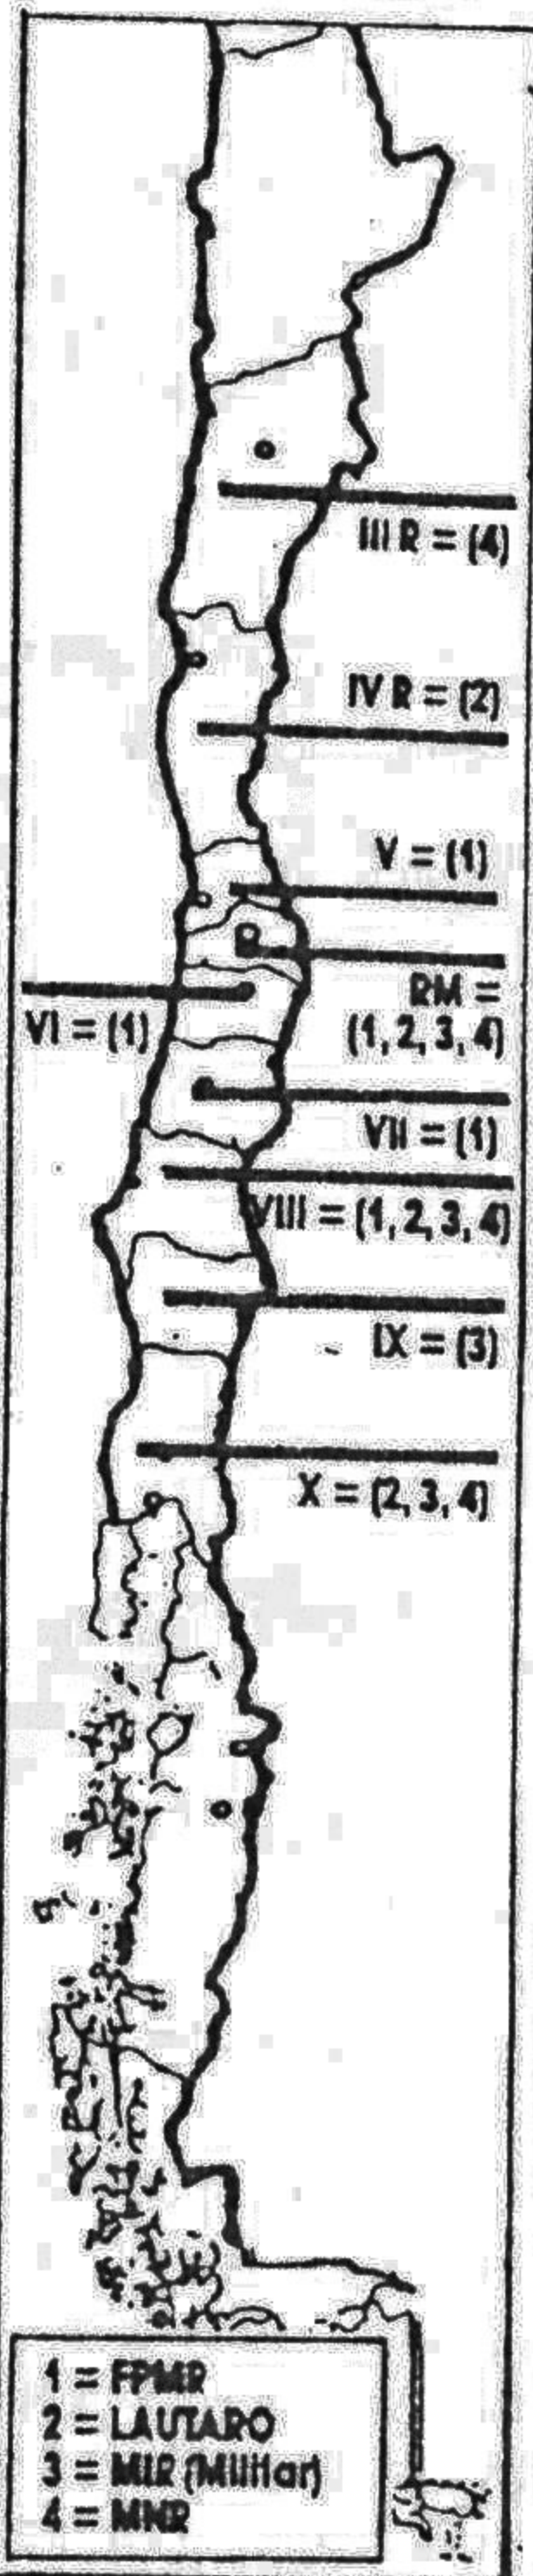 III R = (4)
IV R = (2)
V = (1)
RM =
(1, 2, 3, 4)
VI = (1)
VII = (1)
VIII = (1, 2, 3, 4)
IX = (3)
X = (2, 3, 4)
1 = FPMR
2 = LAUTARO
3 = MIR (Militar)
4 = MNR